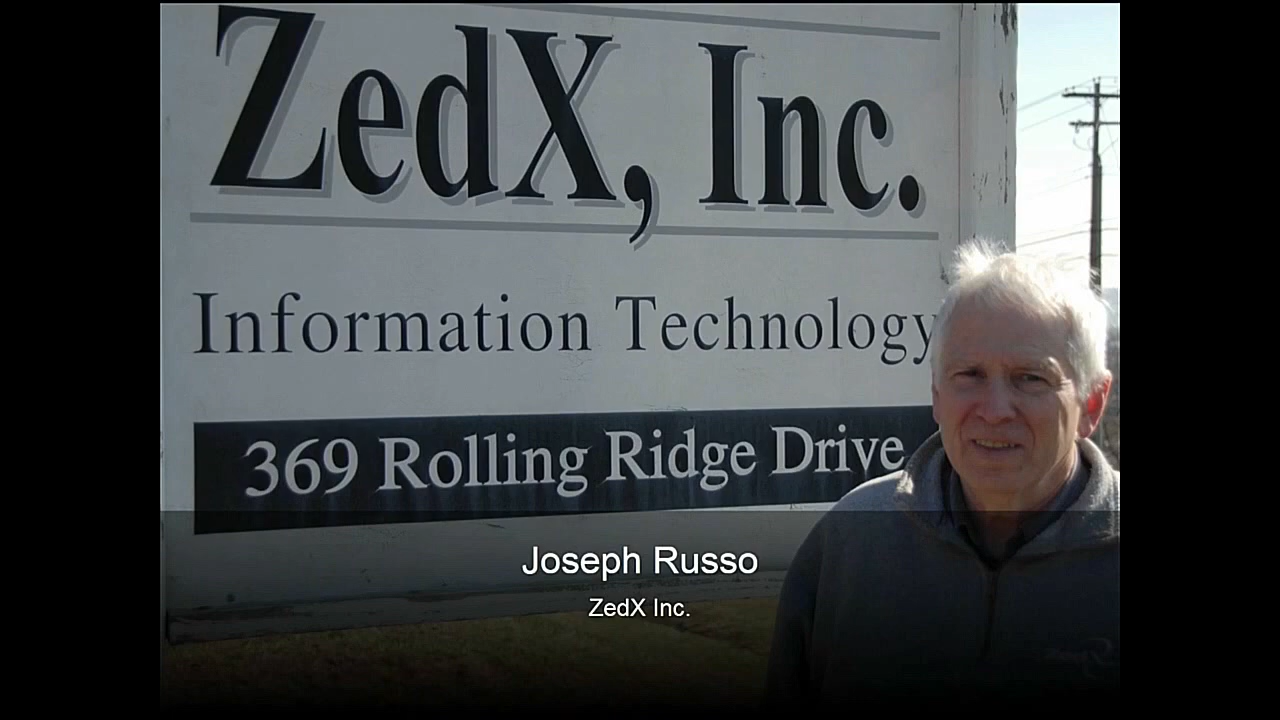 ZedX, Inc.
Information Technology
369 Rolling Ridge Drive
Joseph Russo
ZedX Inc.